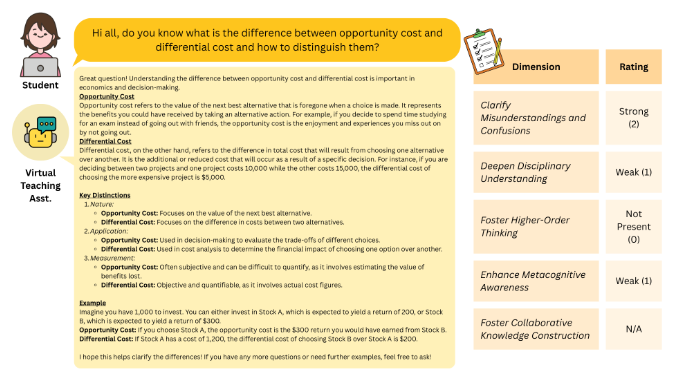 Hi all, do you know what is the difference between opportunity cost and
differential cost and how to distinguish them?
Student
Virtual
Teaching
Asst.
Great question! Understanding the difference between opportunity cost and differential cost is important in
economics and decision-making.
Opportunity Cost
Opportunity cost refers to the value of the next best alternative that is foregone when a choice is made. It represents
the benefits you could have received by taking an alternative action. For example, if you decide to spend time studying
for an exam instead of going out with friends, the opportunity cost is the enjoyment and experiences you miss out on
by not going out.
Differential Cost
Differential cost, on the other hand, refers to the difference in total cost that will result from choosing one alternative
over another. It is the additional or reduced cost that will occur as a result of a specific decision. For instance, if you are
deciding between two projects and one project costs 10,000 while the other costs 15,000, the differential cost of
choosing the more expensive project is $5,000.
Key Distinctions
1. Nature:
Opportunity Cost: Focuses on the value of the next best alternative.
Differential Cost: Focuses on the difference in costs between two alternatives.
2. Application:
Opportunity Cost: Used in decision-making to evaluate the trade-offs of different choices.
Differential Cost: Used in cost analysis to determine the financial impact of choosing one option over another.
3. Measurement:
Opportunity Cost: Often subjective and can be difficult to quantify, as it involves estimating the value of
benefits lost.
Differential Cost: Objective and quantifiable, as it involves actual cost figures.
Example
Imagine you have 1,000 to invest. You can either invest in Stock A, which is expected to yield a return of 200, or Stock
B, which is expected to yield a return of $300.
Opportunity Cost: If you choose Stock A, the opportunity cost is the $300 return you would have earned from Stock B.
Differential Cost: If Stock A has a cost of 1,200, the differential cost of choosing Stock B over Stock A is $200.
I hope this helps clarify the differences! If you have any more questions or need further examples, feel free to ask!
Dimension
Rating
Clarify
Misunderstandings and
Confusions
Strong
(2)
Deepen Disciplinary
Understanding
Weak (1)
Foster Higher-Order
Thinking
Not
Present
(0)
Enhance Metacognitive
Awareness
Weak (1)
Foster Collaborative
Knowledge Construction
N/A